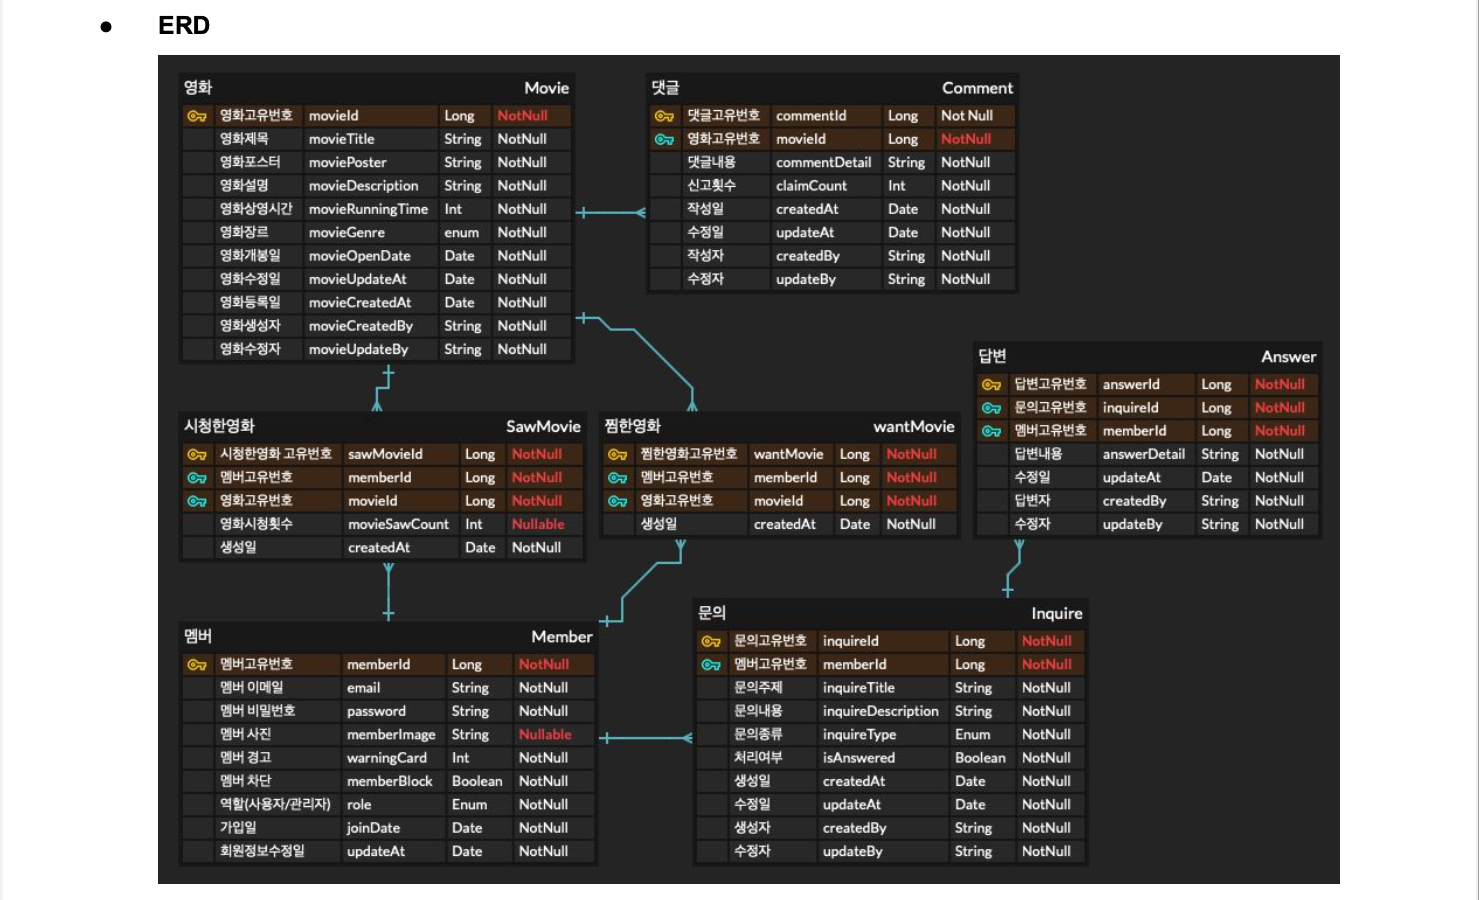 ● ERD
영화 Movie
영화고유번호 movieId Long NotNull
영화제목 movieTitle String NotNull
영화포스터 moviePoster String NotNull
영화설명 movieDescription String NotNull
영화상영시간 movieRunningTime Int NotNull
영화장르 movieGenre enum NotNull
영화개봉일 movieOpenDate Date NotNull
영화수정일 movieUpdateAt Date NotNull
영화등록일 movieCreatedAt Date NotNull
영화생성자 movieCreatedBy String NotNull
영화수정자 movieUpdateBy String NotNull
댓글 Comment
댓글고유번호 commentId Long Not Null
영화고유번호 movieId Long NotNull
댓글내용 commentDetail String NotNull
신고횟수 claimCount Int NotNull
작성일 createdAt Date NotNull
수정일 updateAt Date NotNull
작성자 createdBy String NotNull
수정자 updateBy String NotNull
답변 Answer
답변고유번호 answerId Long NotNull
문의고유번호 inquireId Long NotNull
멤버고유번호 memberId Long NotNull
답변내용 answerDetail String NotNull
수정일 updateAt Date NotNull
답변자 createdBy String NotNull
수정자 updateBy String NotNull
시청한영화 SawMovie
시청한영화 고유번호 sawMovieId Long NotNull
멤버고유번호 memberId Long NotNull
영화고유번호 movieId Long NotNull
영화시청횟수 movieSawCount Int Nullable
생성일 createdAt Date NotNull
찜한영화 wantMovie
찜한영화고유번호 wantMovie Long NotNull
멤버고유번호 memberId Long NotNull
영화고유번호 movieId Long NotNull
생성일 createdAt Date NotNull
멤버 Member
멤버고유번호 memberId Long NotNull
멤버 이메일 email String NotNull
멤버 비밀번호 password String NotNull
멤버 사진 memberImage String Nullable
멤버 경고 warningCard Int NotNull
멤버 차단 memberBlock Boolean NotNull
역할(사용자/관리자) role Enum NotNull
가입일 joinDate Date NotNull
회원정보수정일 updateAt Date NotNull
문의 Inquire
문의고유번호 inquireId Long NotNull
멤버고유번호 memberId Long NotNull
문의주제 inquireTitle String NotNull
문의내용 inquireDescription String NotNull
문의종류 inquireType Enum NotNull
처리여부 isAnswered Boolean NotNull
생성일 createdAt Date NotNull
수정일 updateAt Date NotNull
생성자 createdBy String NotNull
수정자 updateBy String NotNull